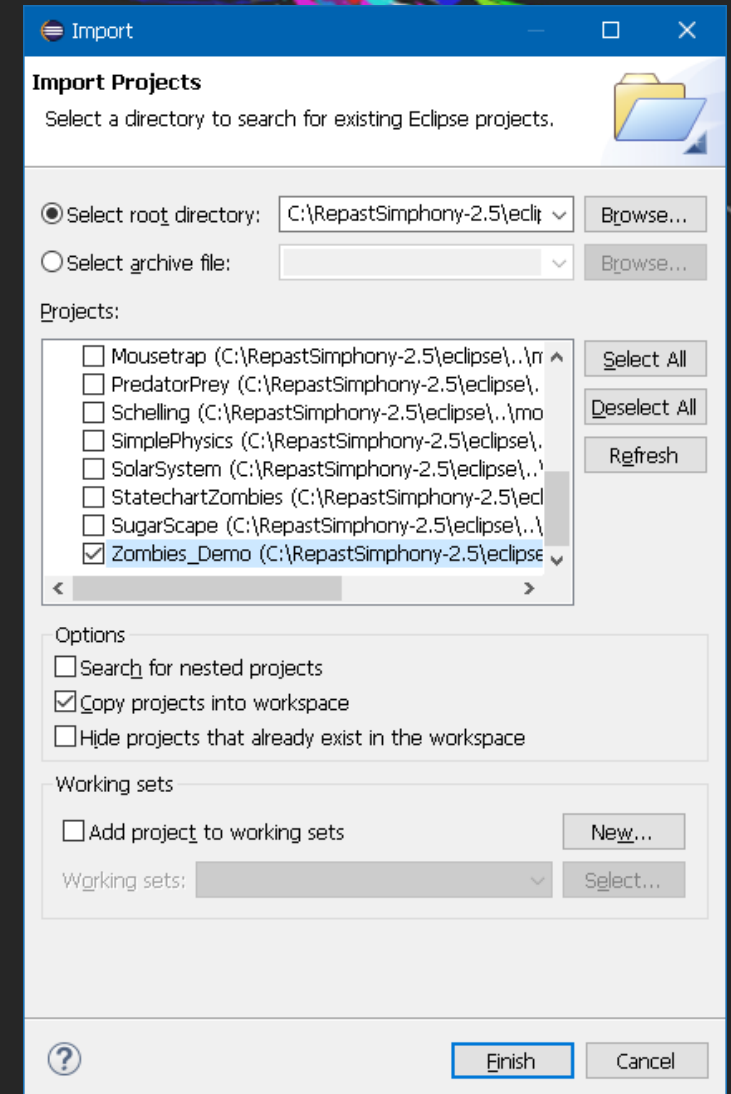 Import
Import Projects
Select a directory to search for existing Eclipse projects.
Select root directory: C:\RepastSimphony-2.5\eclip Browse...
Select archive file: Browse...
Projects:
Mousetrap (C:\RepastSimphony-2.5\eclipse\..\m Select All
PredatorPrey (C:\RepastSimphony-2.5\eclipse\.
Schelling (C:\RepastSimphony-2.5\eclipse\..\mo Deselect All
SimplePhysics (C:\RepastSimphony-2.5\eclipse\.
SolarSystem (C:\RepastSimphony-2.5\eclipse\..\ Refresh
StatechartZombies (C:\RepastSimphony-2.5\ecl
SugarScape (C:\RepastSimphony-2.5\eclipse\..\
Zombies_Demo (C:\RepastSimphony-2.5\eclipse
Options
Search for nested projects
Copy projects into workspace
Hide projects that already exist in the workspace
Working sets
Add project to working sets New...
Working sets: Select...
? Finish Cancel